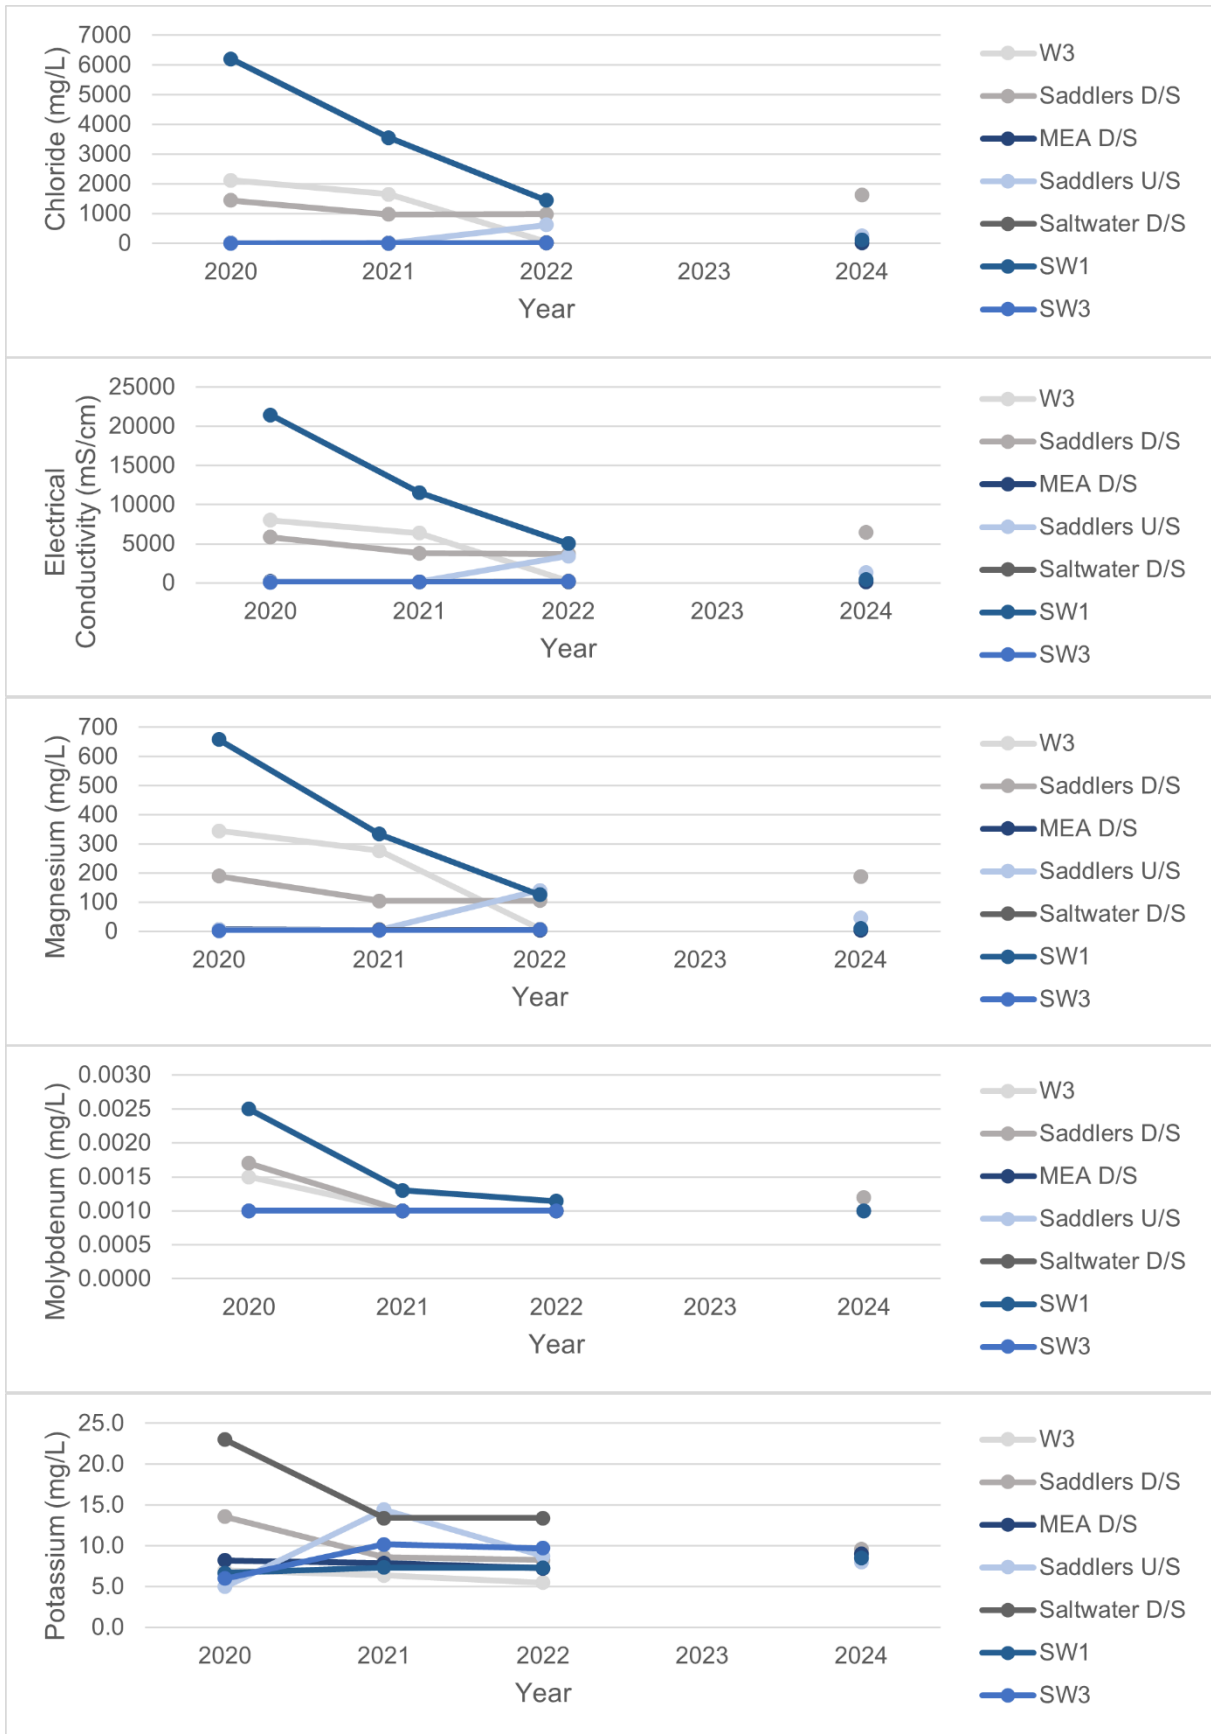 7000
6000
5000
4000
3000
2000
1000
0
Chloride (mg/L)
2020 2021 2022 2023 2024
Year
W3
Saddlers D/S
MEA D/S
Saddlers U/S
Saltwater D/S
SW1
SW3
25000
20000
15000
10000
5000
0
Electrical
Conductivity (mS/cm)
2020 2021 2022 2023 2024
Year
W3
Saddlers D/S
MEA D/S
Saddlers U/S
Saltwater D/S
SW1
SW3
700
600
500
400
300
200
100
0
Magnesium (mg/L)
2020 2021 2022 2023 2024
Year
W3
Saddlers D/S
MEA D/S
Saddlers U/S
Saltwater D/S
SW1
SW3
0.0030
0.0025
0.0020
0.0015
0.0010
0.0005
0.0000
Molybdenum (mg/L)
2020 2021 2022 2023 2024
Year
W3
Saddlers D/S
MEA D/S
Saddlers U/S
Saltwater D/S
SW1
SW3
25.0
20.0
15.0
10.0
5.0
0.0
Potassium (mg/L)
2020 2021 2022 2023 2024
Year
W3
Saddlers D/S
MEA D/S
Saddlers U/S
Saltwater D/S
SW1
SW3